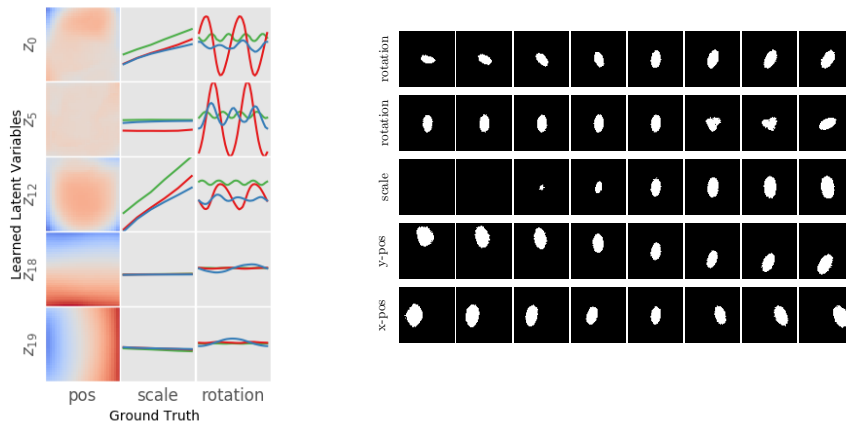 Learned Latent Variables
Z0
Z5
Z12
Z18
Z19
pos scale rotation
Ground Truth
rotation
rotation
scale
y-pos
x-pos